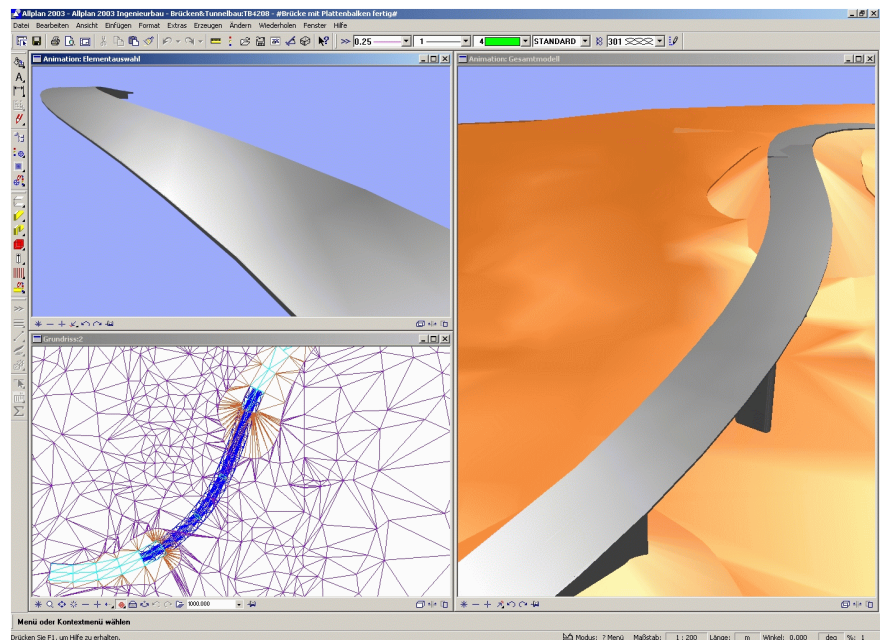 Allplan 2003 - Allplan 2003 Ingenieurbau - Brücken&Tunnelbau:TB4208 - #Brücke mit Plattenbalken fertig#
Datei Bearbeiten Ansicht Einfügen Format Extras Erzeugen Ändern Wiederholen Fenster Hilfe
0.25 1 4 STANDARD 301
Animation: Elementauswahl
Animation: Gesamtmodell
Grundriss:2
1000.000
Menü oder Kontextmenü wählen
Drücken Sie F1, um Hilfe zu erhalten. Modus: ? Menü Maßstab: 1 : 200 Länge: m Winkel: 0.000 deg %: 1